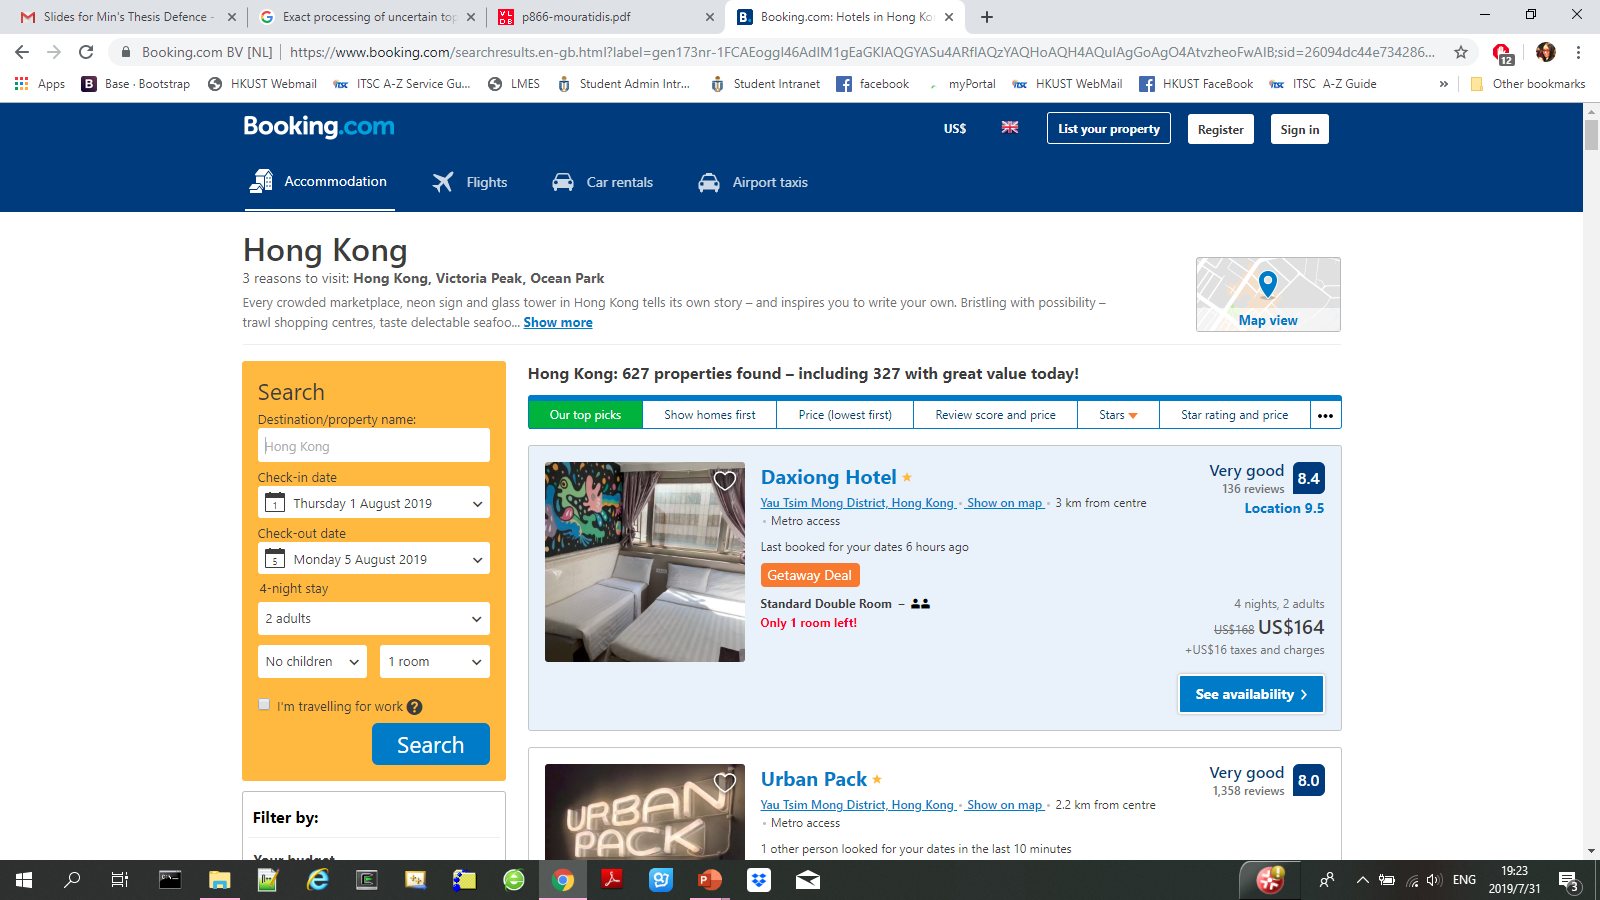 Slides for Min's Thesis Defence -
Exact processing of uncertain top
p866-mouratidis.pdf
Booking.com: Hotels in Hong Ko
Booking.com BV [NL]
https://www.booking.com/searchresults.en-gb.html?label=gen173nr-1FCAEoggI46AdIM1gEaGKIAQGYASu4ARfIAQzYAQHoAQH4AQuIAgGoAgO4AtvzheoFwAIB;sid=26094dc44e734286...
12
Apps
B Base · Bootstrap
HKUST Webmail
ITSC A-Z Service Gu...
LMES
Student Admin Intr...
Student Intranet
facebook
myPortal
HKUST WebMail
HKUST FaceBook
ITSC A-Z Guide
»
Other bookmarks
Booking.com
US$
List your property
Register
Sign in
Accommodation
Flights
Car rentals
Airport taxis
Hong Kong
3 reasons to visit: Hong Kong, Victoria Peak, Ocean Park
Every crowded marketplace, neon sign and glass tower in Hong Kong tells its own story – and inspires you to write your own. Bristling with possibility –
trawl shopping centres, taste delectable seafoo... Show more
Map view
Search
Destination/property name:
Hong Kong
Check-in date
1 Thursday 1 August 2019
Check-out date
5 Monday 5 August 2019
4-night stay
2 adults
No children
1 room
I'm travelling for work ?
Search
Filter by:
Your budget
Hong Kong: 627 properties found – including 327 with great value today!
Our top picks
Show homes first
Price (lowest first)
Review score and price
Stars
Star rating and price
•••
Daxiong Hotel
Yau Tsim Mong District, Hong Kong • Show on map • 3 km from centre
• Metro access
Last booked for your dates 6 hours ago
Getaway Deal
Standard Double Room –
Only 1 room left!
Very good
136 reviews
8.4
Location 9.5
4 nights, 2 adults
US$168 US$164
+US$16 taxes and charges
See availability
URBAN
PACK
Urban Pack
Yau Tsim Mong District, Hong Kong • Show on map • 2.2 km from centre
• Metro access
1 other person looked for your dates in the last 10 minutes
Very good
1,358 reviews
8.0
ENG
19:23
2019/7/31
3